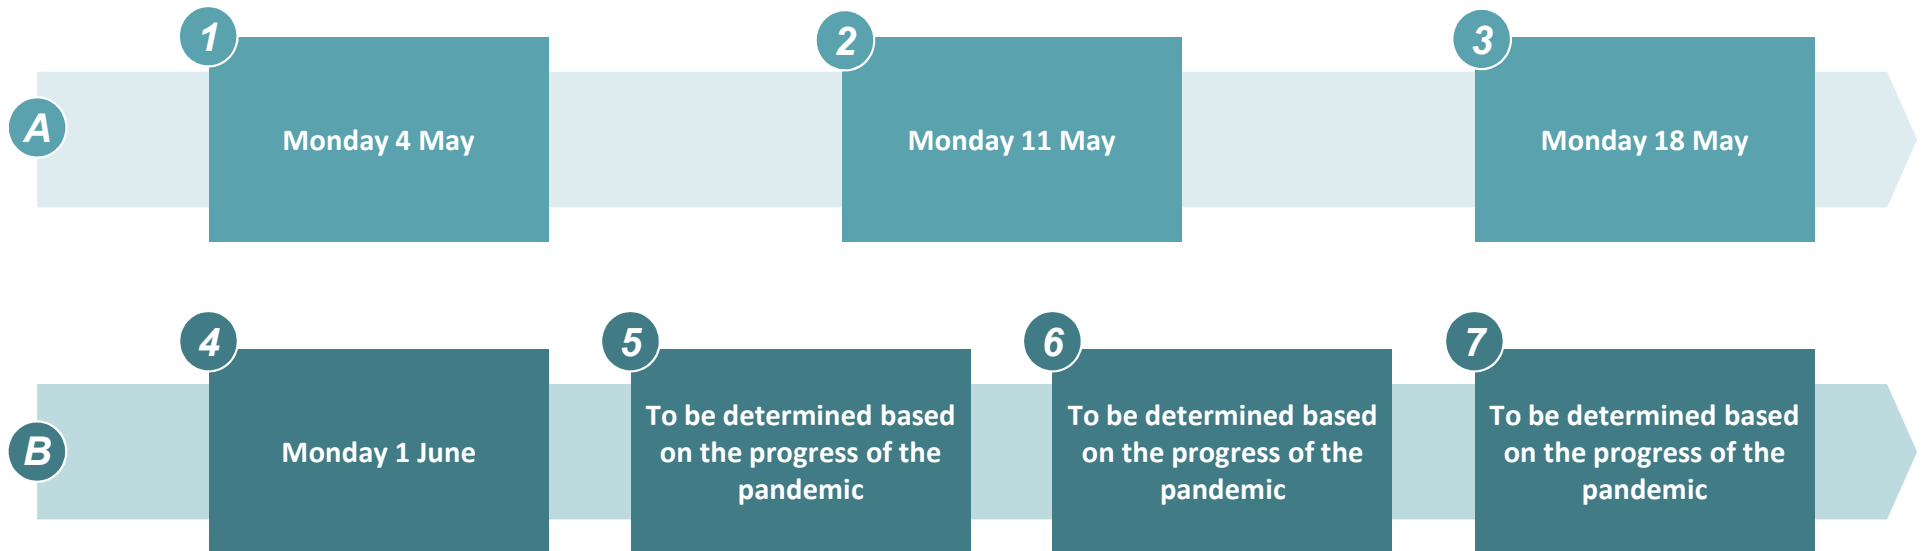 1
2
3
A
Monday 4 May
Monday 11 May
Monday 18 May
4
5
6
7
B
Monday 1 June
To be determined based
on the progress of the
pandemic
To be determined based
on the progress of the
pandemic
To be determined based
on the progress of the
pandemic